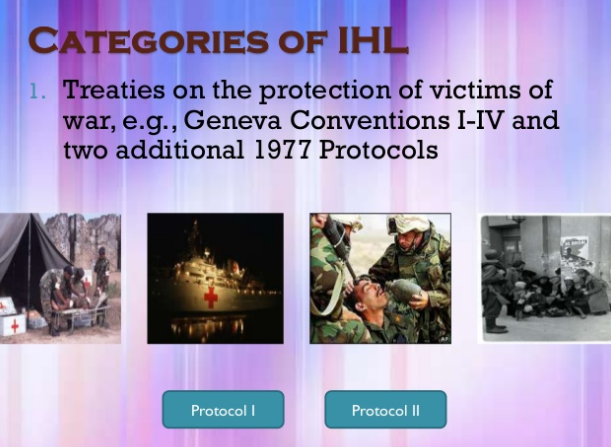 CATEGORIES OF IHL
1. Treaties on the protection of victims of
war, e.g., Geneva Conventions I-IV and
two additional 1977 Protocols
AP
Protocol I
Protocol II